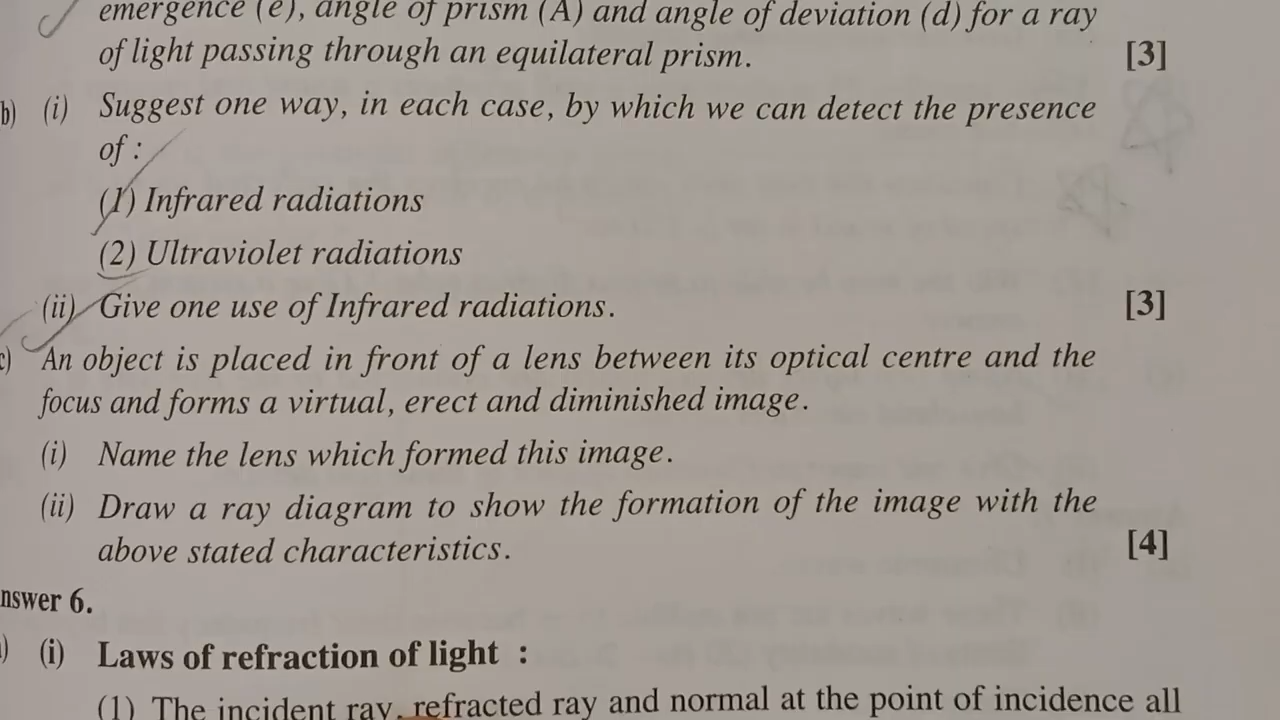 emergence (e), angle of prism (A) and angle of deviation (d) for a ray
of light passing through an equilateral prism. [3]
b) (i) Suggest one way, in each case, by which we can detect the presence
of :
(1) Infrared radiations
(2) Ultraviolet radiations
(ii) Give one use of Infrared radiations. [3]
c) An object is placed in front of a lens between its optical centre and the
focus and forms a virtual, erect and diminished image.
(i) Name the lens which formed this image.
(ii) Draw a ray diagram to show the formation of the image with the
above stated characteristics. [4]
nswer 6.
) (i) Laws of refraction of light :
(1) The incident ray, refracted ray and normal at the point of incidence all